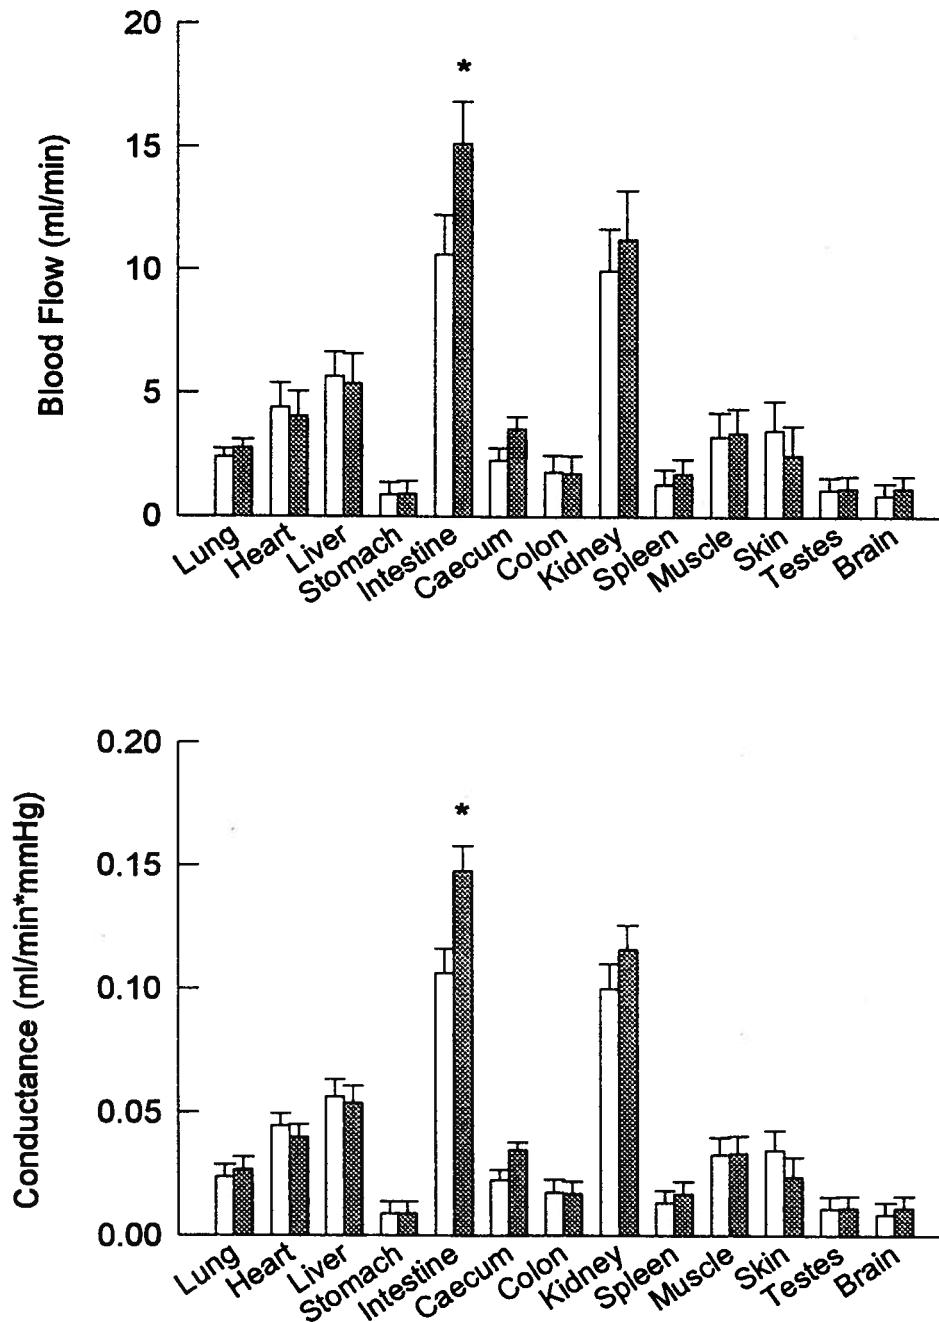 20
*
15
10
5
0
Blood Flow (ml/min)
Lung
Heart
Liver
Stomach
Intestine
Caecum
Colon
Kidney
Spleen
Muscle
Skin
Testes
Brain
0.20
*
0.15
0.10
0.05
0.00
Conductance (ml/min*mmHg)
Lung
Heart
Liver
Stomach
Intestine
Caecum
Colon
Kidney
Spleen
Muscle
Skin
Testes
Brain